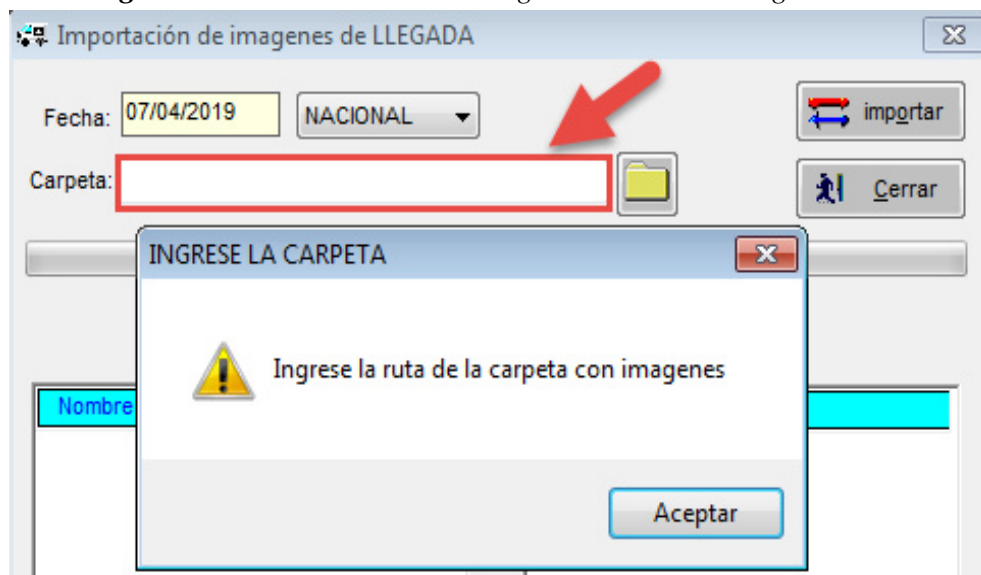 Importación de imagenes de LLEGADA
Fecha: 07/04/2019 NACIONAL importar
Carpeta: Cerrar
INGRESE LA CARPETA
Ingrese la ruta de la carpeta con imagenes
Nombre
Aceptar